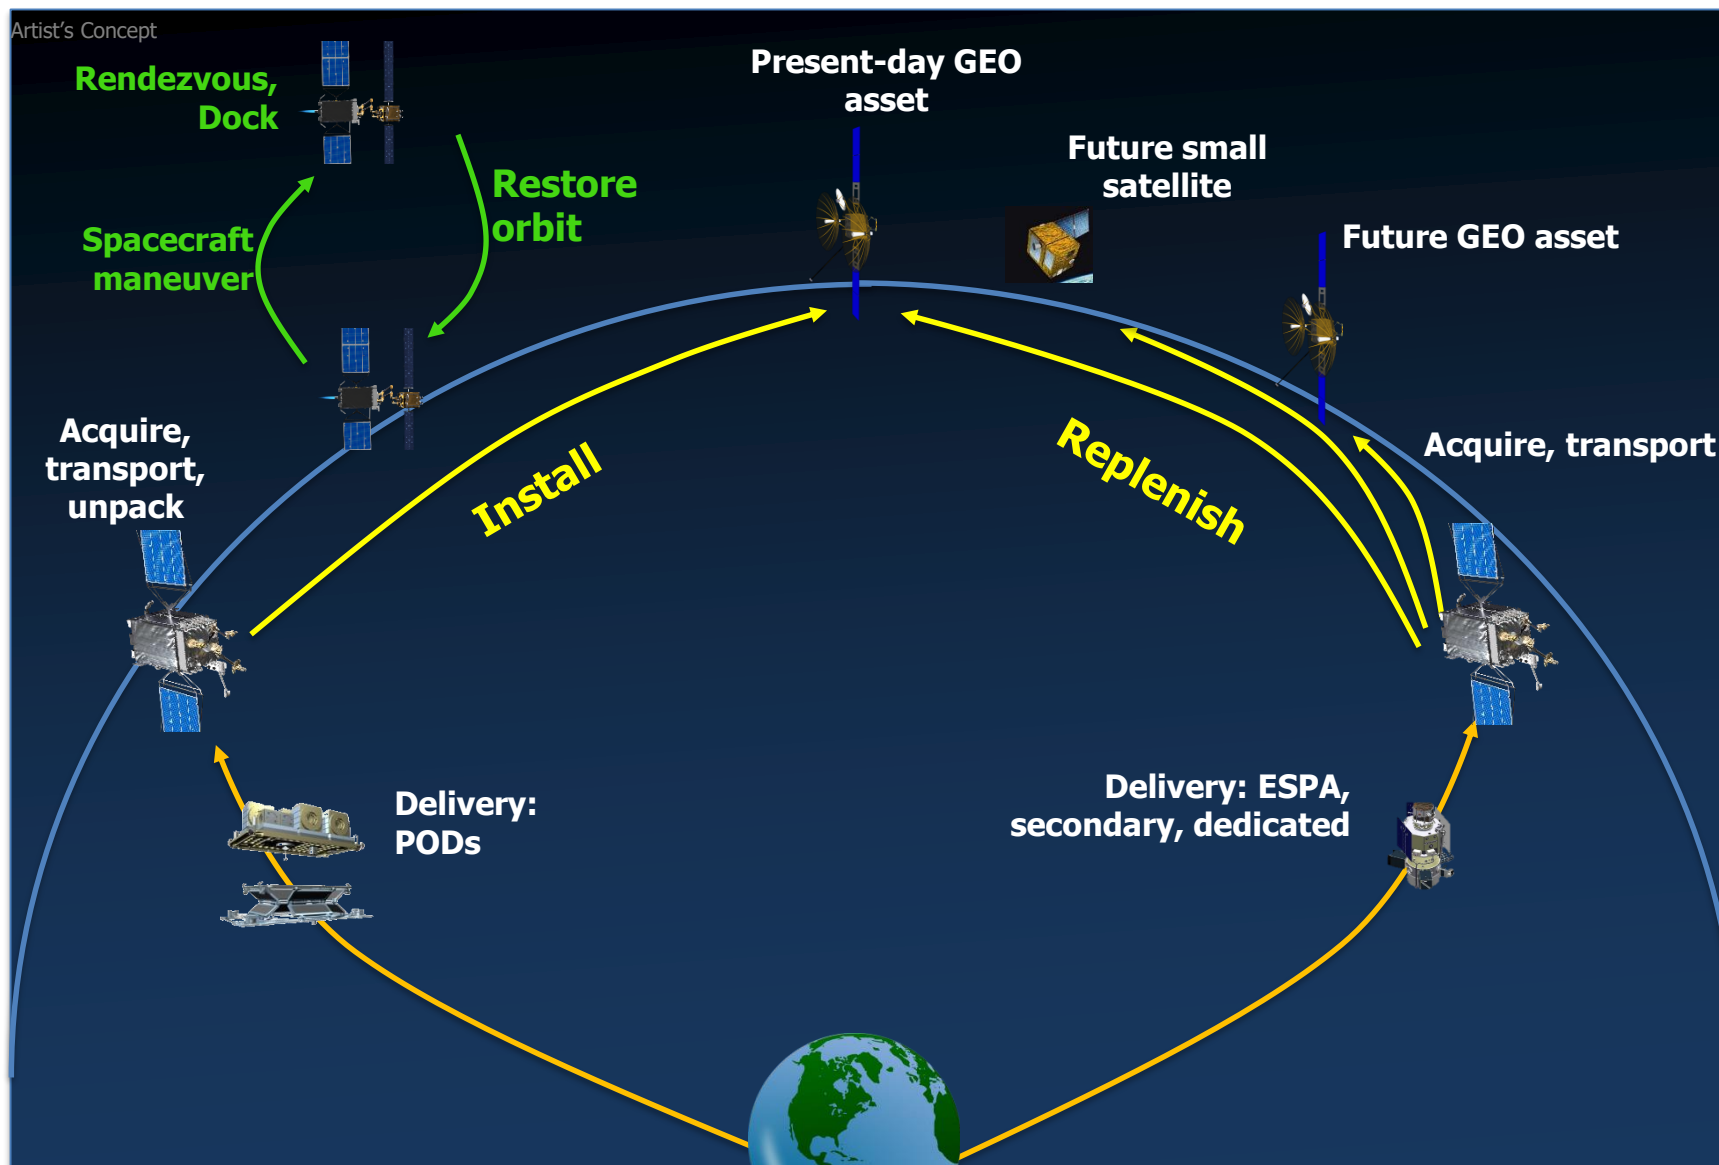 Artist's Concept
Rendezvous,
Dock
Present-day GEO
asset
Future small
satellite
Restore
orbit
Spacecraft
maneuver
Future GEO asset
Acquire,
transport,
unpack
Install
Replenish
Acquire, transport
Delivery:
PODs
Delivery: ESPA,
secondary, dedicated